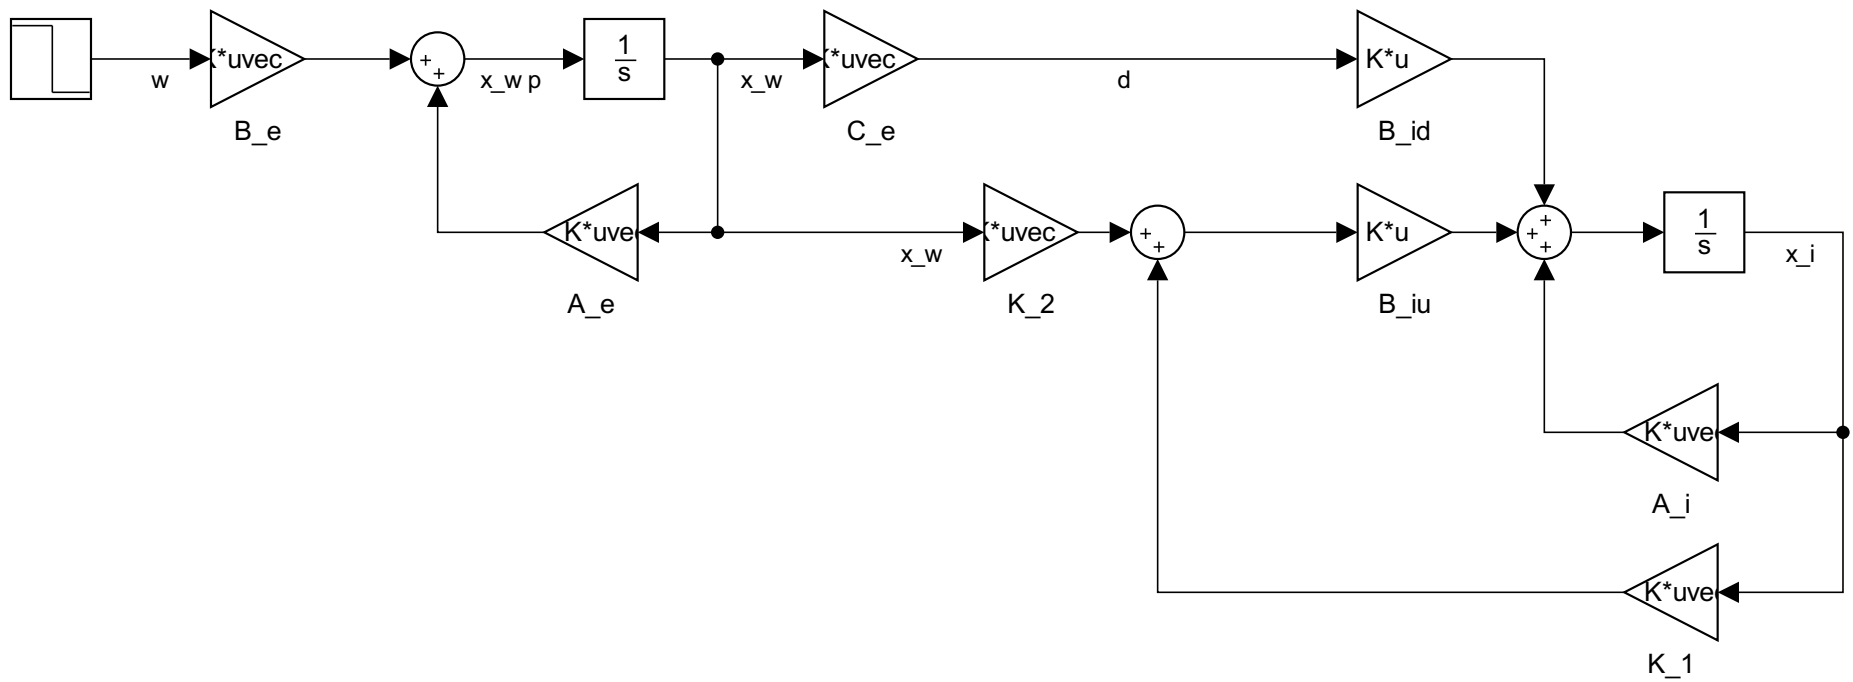 K*uvec
1
s
K*uvec
K*u
+
+
w
x_w p
x_w
d
B_e
C_e
B_id
K*uvec
K*uvec
+
+
K*u
+
+
+
1
s
x_w
x_i
A_e
K_2
B_iu
K*uvec
A_i
K*uvec
K_1